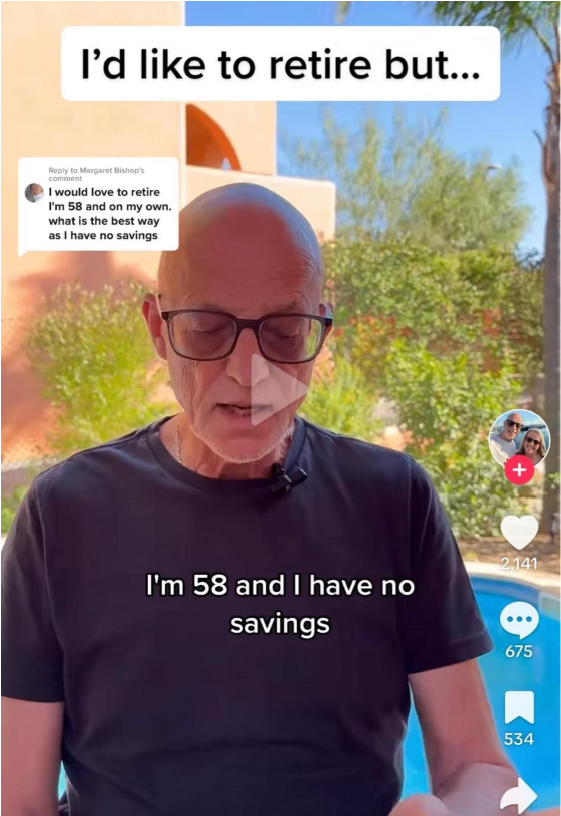 I’d like to retire but...
Reply to Margaret Bishop's
comment
I would love to retire
I'm 58 and on my own.
what is the best way
as I have no savings
I'm 58 and I have no
savings
2,141
675
534